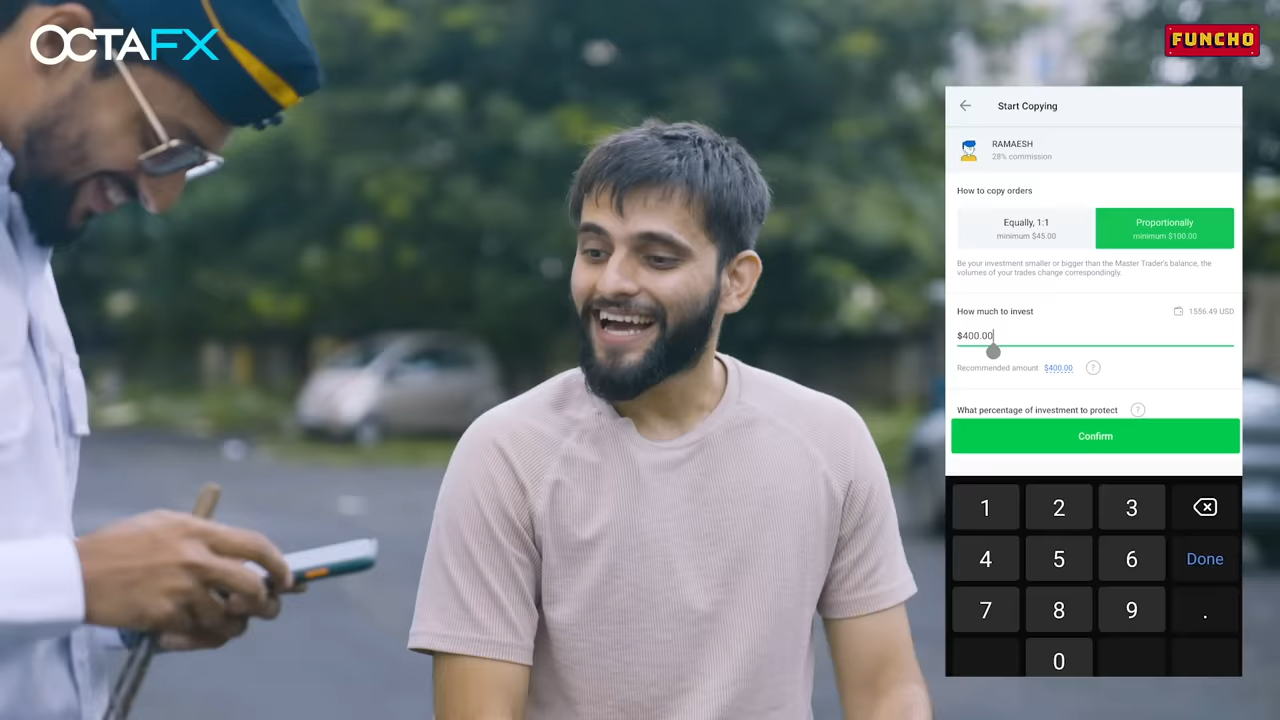 OCTAFX
FUNCHO
Start Copying
RAMAESH
28% commission
How to copy orders
Equally, 1:1
minimum $45.00
Proportionally
minimum $100.00
Be your investment smaller or bigger than the Master Trader's balance, the
volumes of your trades change correspondingly.
How much to invest
1556.49 USD
$400.00
Recommended amount $400.00 ?
What percentage of investment to protect ?
Confirm
1 2 3
4 5 6 Done
7 8 9 .
0